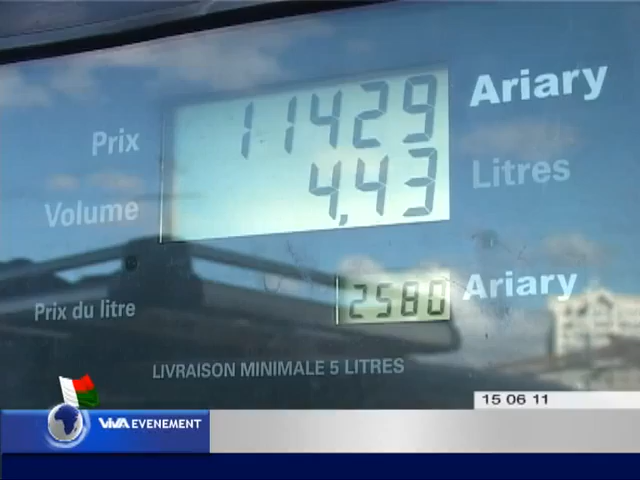 Prix 11429 Ariary
Volume 4,43 Litres
Prix du litre 2580 Ariary
LIVRAISON MINIMALE 5 LITRES
15 06 11
VIVA EVENEMENT